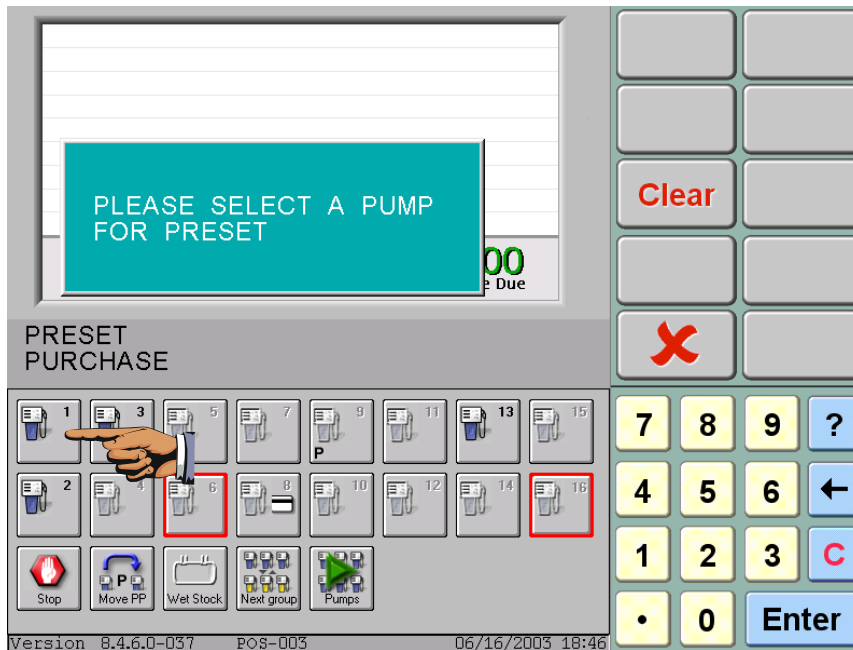 PLEASE SELECT A PUMP
FOR PRESET
00
e Due
Clear
PRESET
PURCHASE
1 3 5 7 9 11 13 15
P
2 4 6 8 10 12 14 16
Stop
P
Move PP
Wet Stock
Next group
Pumps
7 8 9 ?
4 5 6
1 2 3 C
. 0 Enter
Version 8.4.6.0-037 POS-003 06/16/2003 18:46